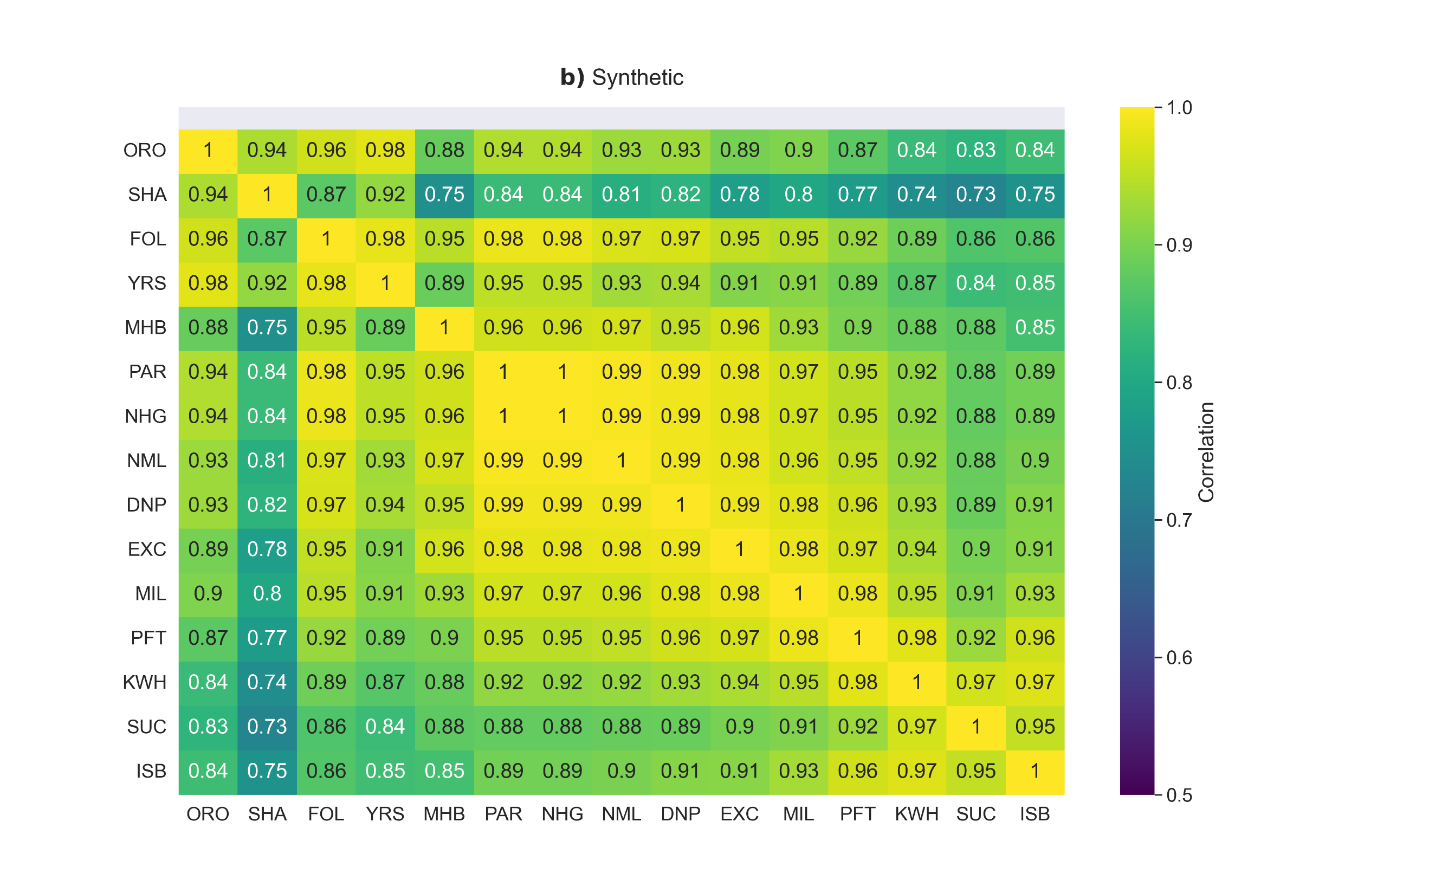 b) Synthetic
ORO 1 0.94 0.96 0.98 0.88 0.94 0.94 0.93 0.93 0.89 0.9 0.87 0.84 0.83 0.84
SHA 0.94 1 0.87 0.92 0.75 0.84 0.84 0.81 0.82 0.78 0.8 0.77 0.74 0.73 0.75
FOL 0.96 0.87 1 0.98 0.95 0.98 0.98 0.97 0.97 0.95 0.95 0.92 0.89 0.86 0.86
YRS 0.98 0.92 0.98 1 0.89 0.95 0.95 0.93 0.94 0.91 0.91 0.89 0.87 0.84 0.85
MHB 0.88 0.75 0.95 0.89 1 0.96 0.96 0.97 0.95 0.96 0.93 0.9 0.88 0.88 0.85
PAR 0.94 0.84 0.98 0.95 0.96 1 1 0.99 0.99 0.98 0.97 0.95 0.92 0.88 0.89
NHG 0.94 0.84 0.98 0.95 0.96 1 1 0.99 0.99 0.98 0.97 0.95 0.92 0.88 0.89
NML 0.93 0.81 0.97 0.93 0.97 0.99 0.99 1 0.99 0.98 0.96 0.95 0.92 0.88 0.9
DNP 0.93 0.82 0.97 0.94 0.95 0.99 0.99 0.99 1 0.99 0.98 0.96 0.93 0.89 0.91
EXC 0.89 0.78 0.95 0.91 0.96 0.98 0.98 0.98 0.99 1 0.98 0.97 0.94 0.9 0.91
MIL 0.9 0.8 0.95 0.91 0.93 0.97 0.97 0.96 0.98 0.98 1 0.98 0.95 0.91 0.93
PFT 0.87 0.77 0.92 0.89 0.9 0.95 0.95 0.95 0.96 0.97 0.98 1 0.98 0.92 0.96
KWH 0.84 0.74 0.89 0.87 0.88 0.92 0.92 0.92 0.93 0.94 0.95 0.98 1 0.97 0.97
SUC 0.83 0.73 0.86 0.84 0.88 0.88 0.88 0.88 0.89 0.9 0.91 0.92 0.97 1 0.95
ISB 0.84 0.75 0.86 0.85 0.85 0.89 0.89 0.9 0.91 0.91 0.93 0.96 0.97 0.95 1
ORO SHA FOL YRS MHB PAR NHG NML DNP EXC MIL PFT KWH SUC ISB
1.0
0.9
0.8
0.7
0.6
0.5
Correlation